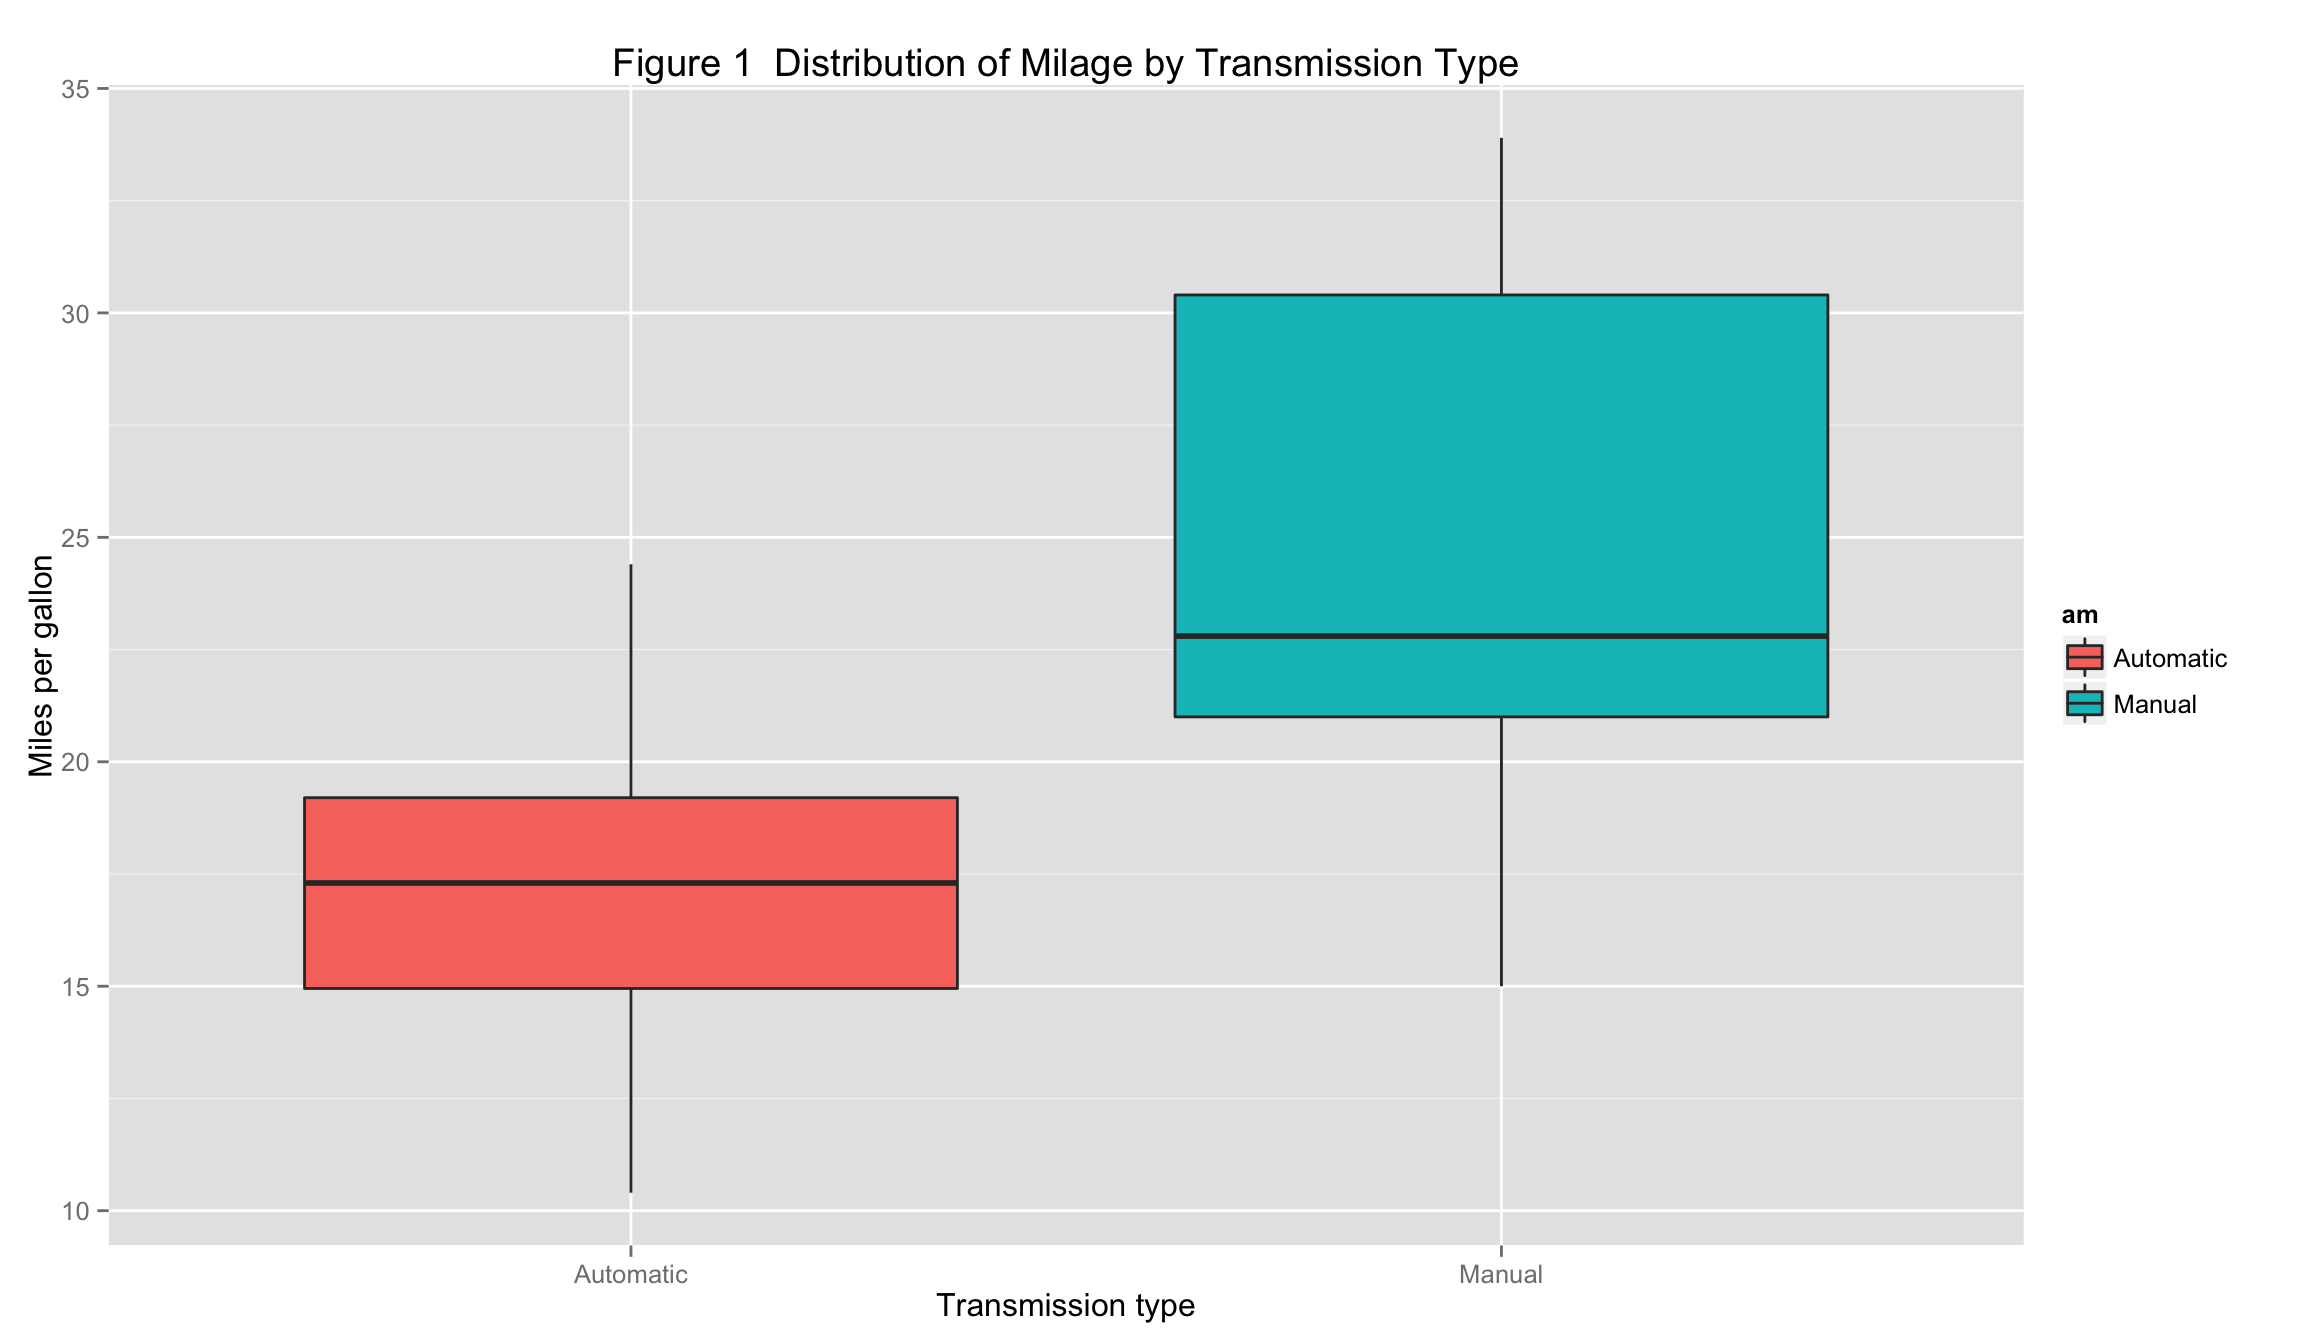 Figure 1  Distribution of Milage by Transmission Type
Miles per gallon
35
30
25
20
15
10
Automatic
Manual
Transmission type
am
Automatic
Manual